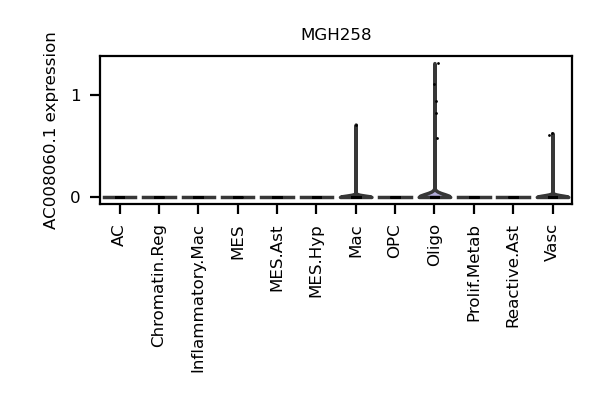 MGH258
AC008060.1 expression
1
0
AC
Chromatin.Reg
Inflammatory.Mac
MES
MES.Ast
MES.Hyp
Mac
OPC
Oligo
Prolif.Metab
Reactive.Ast
Vasc